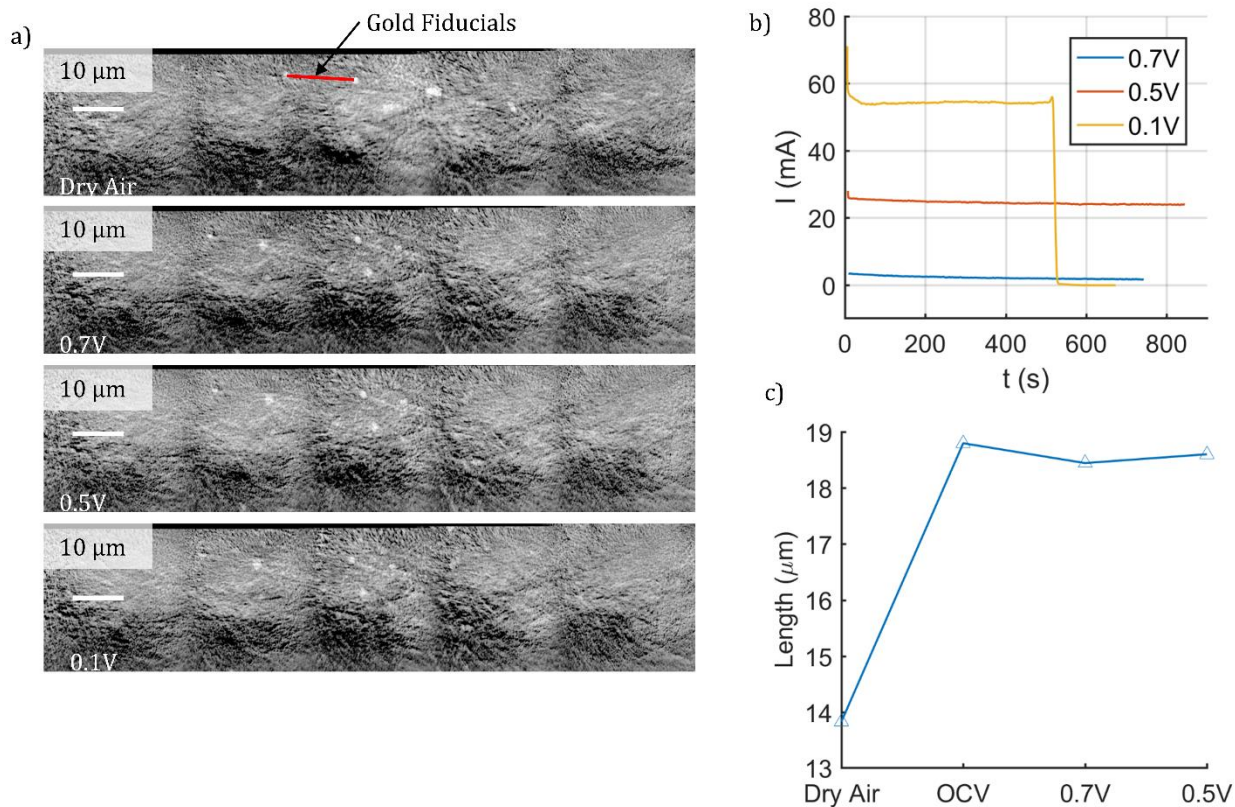 a)
Gold Fiducials
10 µm
Dry Air
10 µm
0.7V
10 µm
0.5V
10 µm
0.1V
b)
80
60
40
20
0
I (mA)
0.7V
0.5V
0.1V
0 200 400 600 800
t (s)
c)
19
18
17
16
15
14
13
Length (µm)
Dry Air OCV 0.7V 0.5V